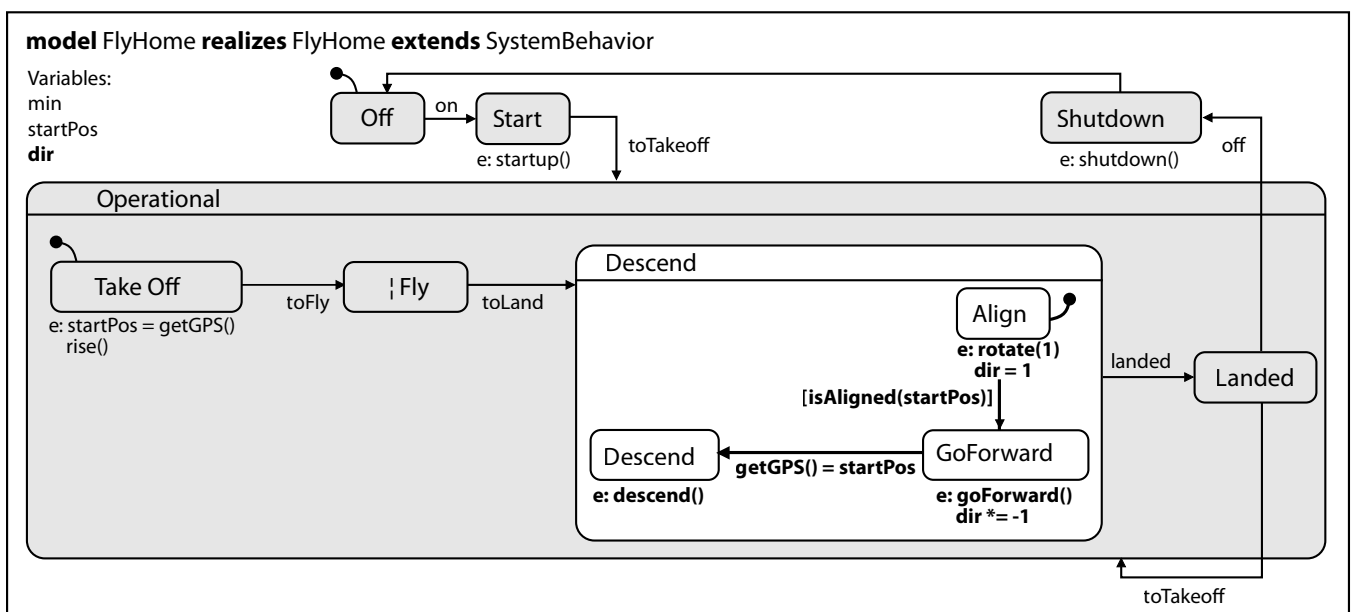 model FlyHome realizes FlyHome extends SystemBehavior
Variables:
min
startPos
dir
Off
on
Start
e: startup()
toTakeoff
Shutdown
e: shutdown()
off
Operational
Take Off
e: startPos = getGPS()
rise()
toFly
¦ Fly
toLand
Descend
Align
e: rotate(1)
dir = 1
[isAligned(startPos)]
GoForward
e: goForward()
dir *= -1
getGPS() = startPos
Descend
e: descend()
landed
Landed
toTakeoff